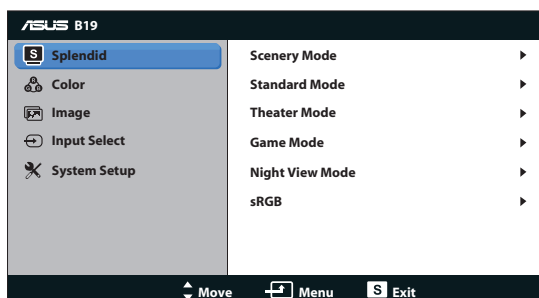 ASUS B19
S Splendid
Color
Image
Input Select
System Setup
Scenery Mode
Standard Mode
Theater Mode
Game Mode
Night View Mode
sRGB
Move Menu S Exit